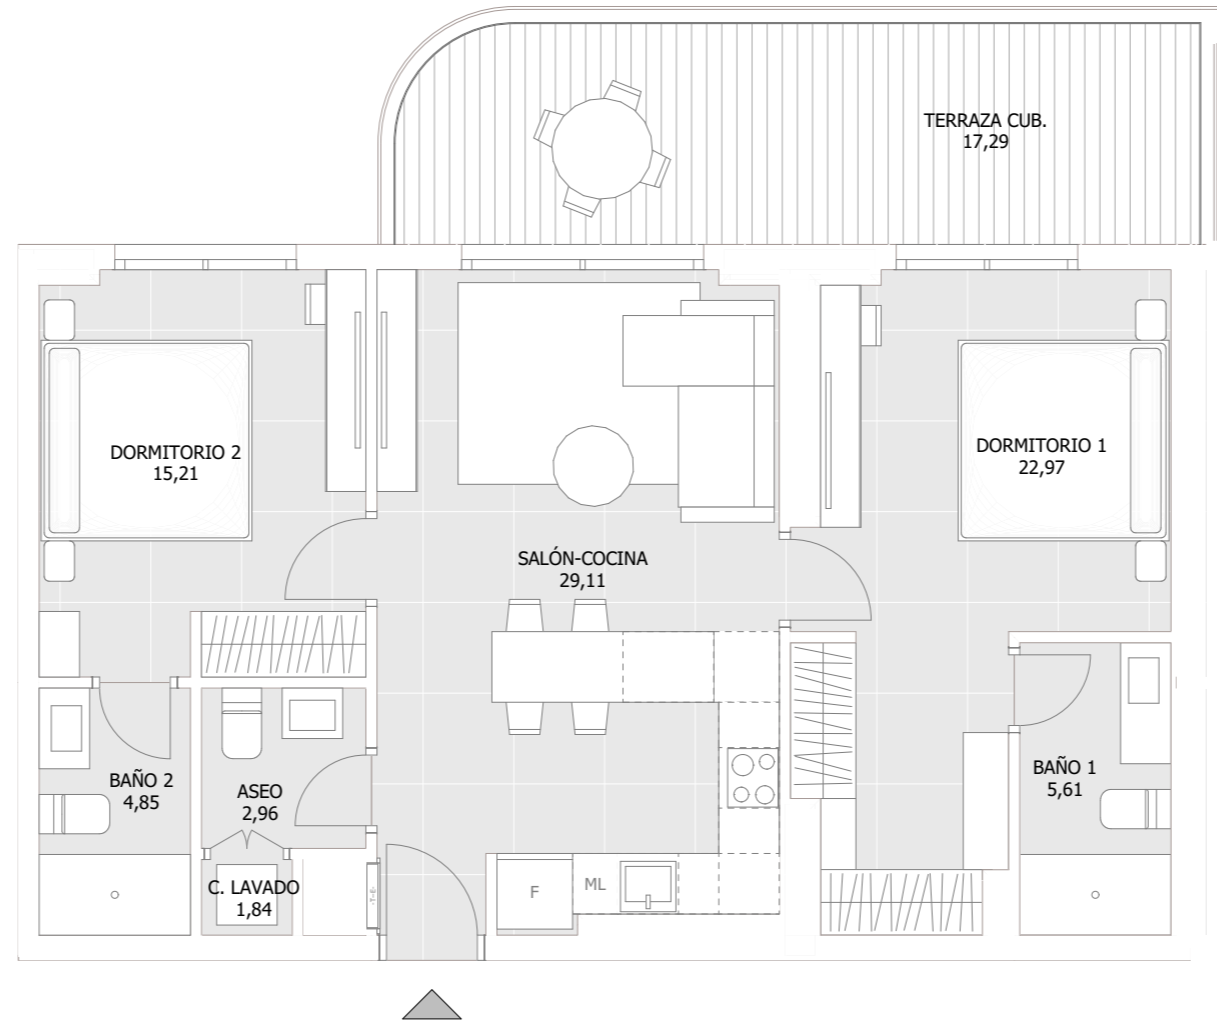 TERRAZA CUB.
17,29
DORMITORIO 2
15,21
DORMITORIO 1
22,97
SALÓN-COCINA
29,11
BAÑO 2
4,85
ASEO
2,96
BAÑO 1
5,61
C. LAVADO
1,84
F
ML